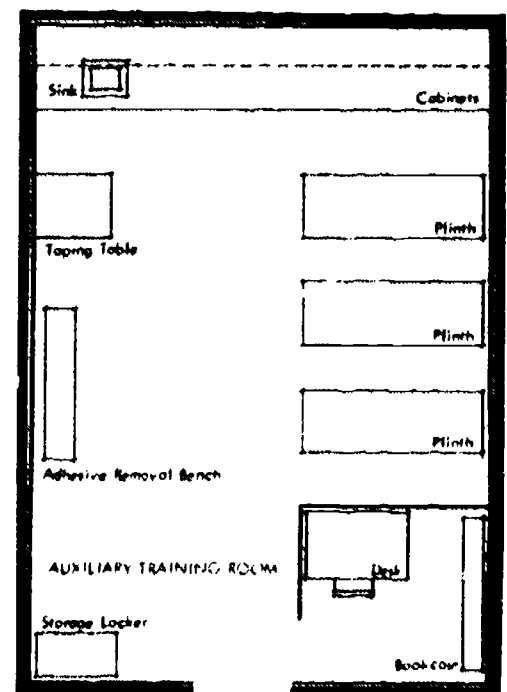 Sink
Cabinets
Plinth
Taping Table
Plinth
Plinth
Adhesive Removal Bench
AUXILIARY TRAINING ROOM
Desk
Storage Locker
Bookcase